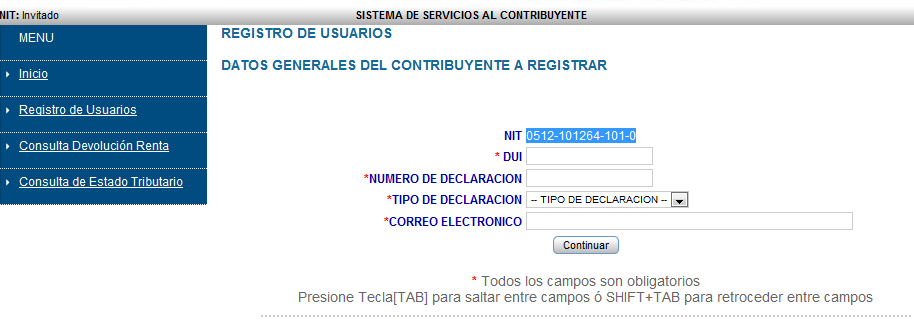 NIT: Invitado
SISTEMA DE SERVICIOS AL CONTRIBUYENTE
MENU
Inicio
Registro de Usuarios
Consulta Devolución Renta
Consulta de Estado Tributario
REGISTRO DE USUARIOS
DATOS GENERALES DEL CONTRIBUYENTE A REGISTRAR
NIT 0512-101264-101-0
* DUI
*NUMERO DE DECLARACION
*TIPO DE DECLARACION -- TIPO DE DECLARACION --
*CORREO ELECTRONICO
Continuar
* Todos los campos son obligatorios
Presione Tecla[TAB] para saltar entre campos ó SHIFT+TAB para retroceder entre campos